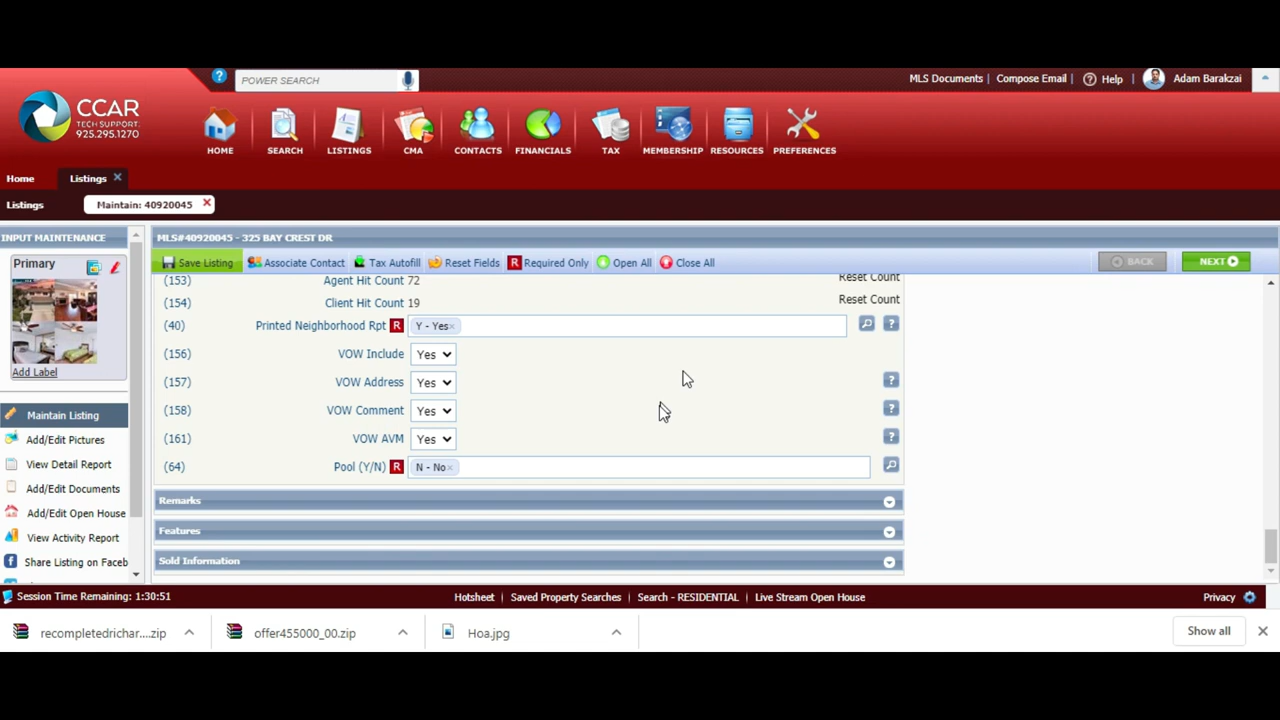 POWER SEARCH
MLS Documents | Compose Email | Help | Adam Barakzai
CCAR
TECH SUPPORT
925.295.1270
HOME SEARCH LISTINGS CMA CONTACTS FINANCIALS TAX MEMBERSHIP RESOURCES PREFERENCES
Home Listings
Listings Maintain: 40920045
INPUT MAINTENANCE
MLS#40920045 - 325 BAY CREST DR
Primary
Add Label
Save Listing Associate Contact Tax Autofill Reset Fields R Required Only Open All Close All BACK NEXT
(153) Agent Hit Count 72 Reset Count
(154) Client Hit Count 19 Reset Count
(40) Printed Neighborhood Rpt R Y - Yes×
(156) VOW Include Yes
(157) VOW Address Yes
(158) VOW Comment Yes
(161) VOW AVM Yes
(64) Pool (Y/N) R N - No×
Remarks
Features
Sold Information
Maintain Listing
Add/Edit Pictures
View Detail Report
Add/Edit Documents
Add/Edit Open House
View Activity Report
Share Listing on Faceb
Session Time Remaining: 1:30:51 Hotsheet | Saved Property Searches | Search - RESIDENTIAL | Live Stream Open House Privacy
recompletedrichar....zip offer455000_00.zip Hoa.jpg Show all